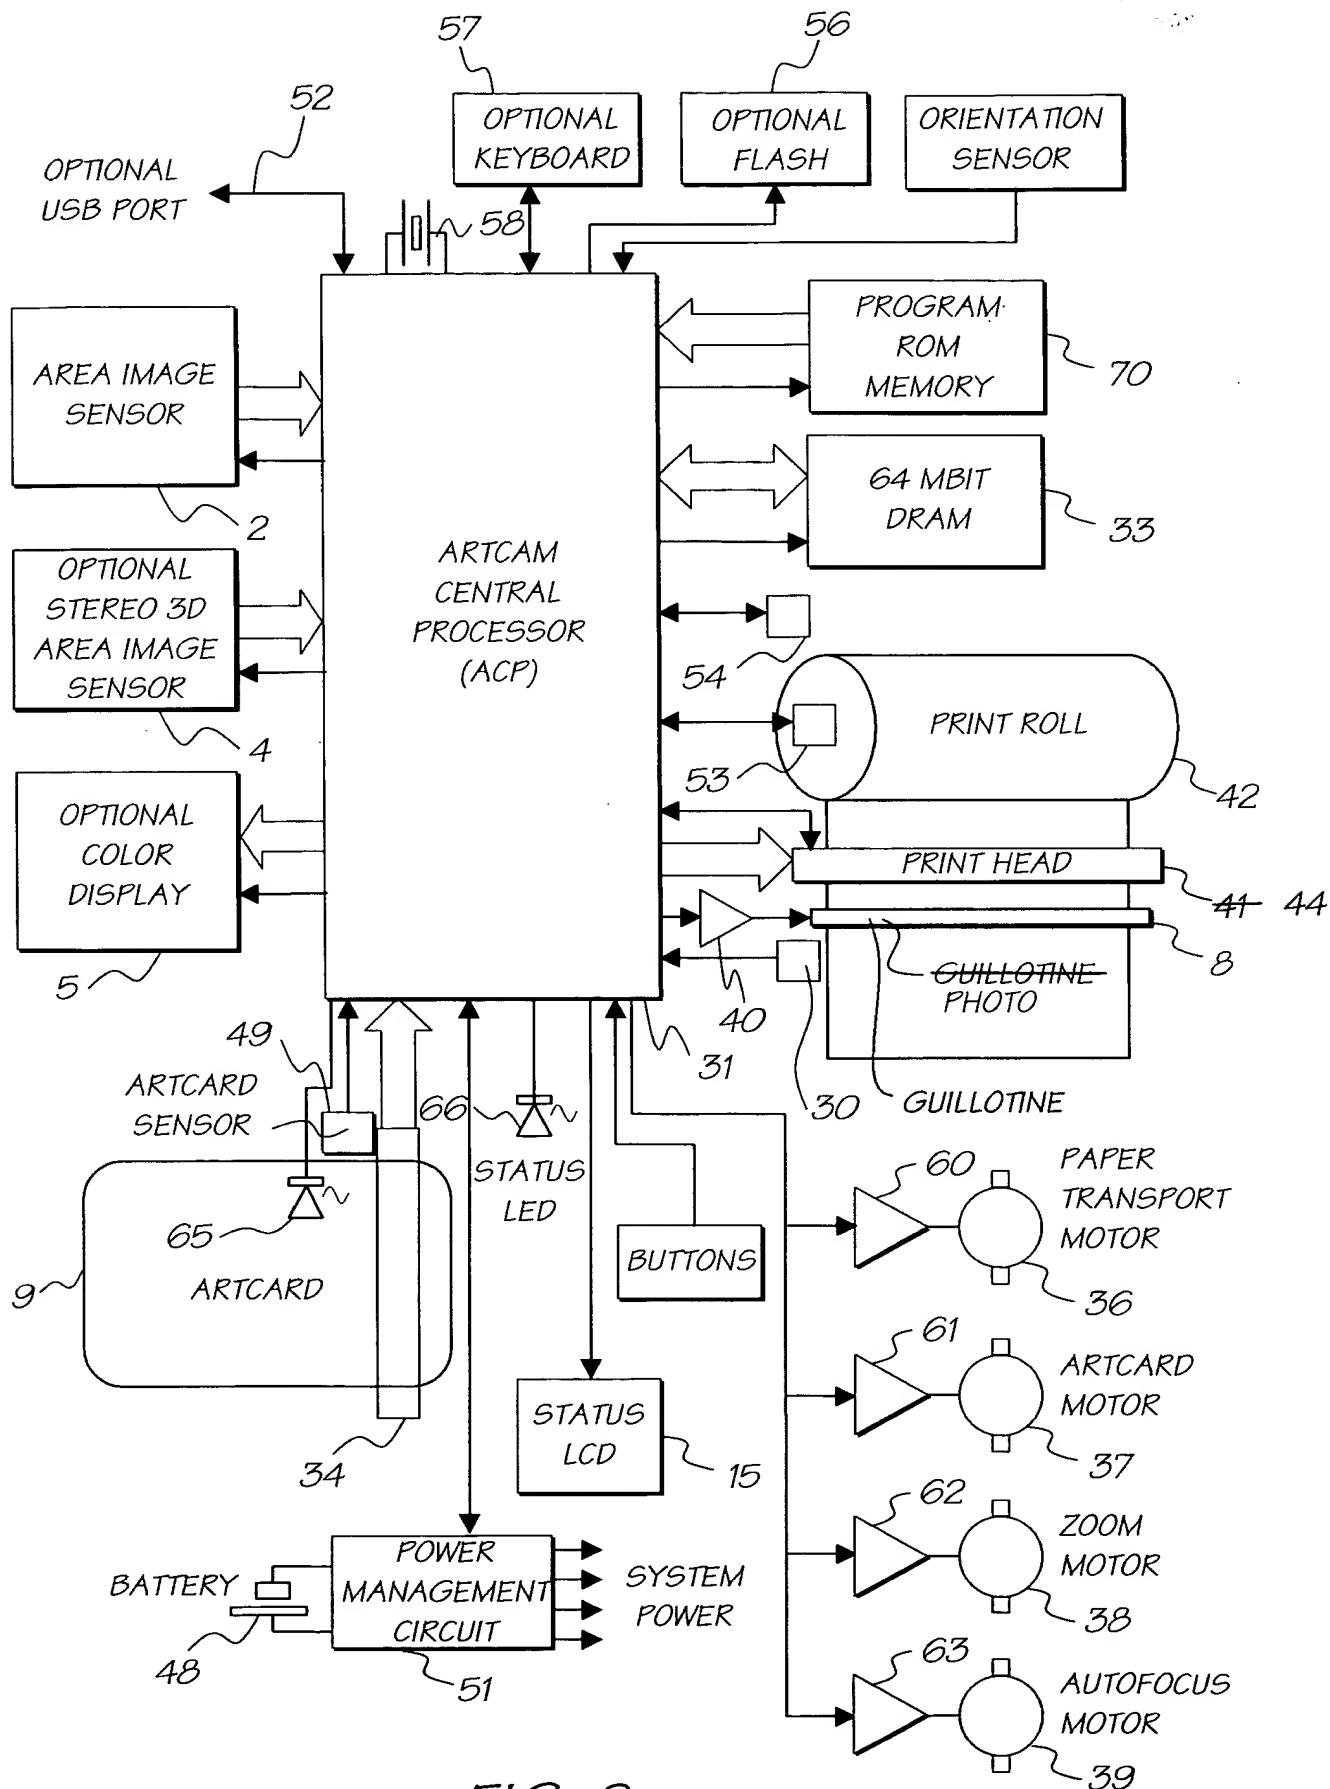 57
56
52
OPTIONAL
KEYBOARD
OPTIONAL
FLASH
ORIENTATION
SENSOR
OPTIONAL
USB PORT
58
AREA IMAGE
SENSOR
2
PROGRAM
ROM
MEMORY
70
64 MBIT
DRAM
33
OPTIONAL
STEREO 3D
AREA IMAGE
SENSOR
4
ARTCAM
CENTRAL
PROCESSOR
(ACP)
54
PRINT ROLL
53
42
OPTIONAL
COLOR
DISPLAY
5
PRINT HEAD
41 44
8
GUILLOTINE
PHOTO
40
31
30
GUILLOTINE
49
ARTCARD
SENSOR
66
STATUS
LED
65
9
ARTCARD
BUTTONS
34
STATUS
LCD
15
60
PAPER
TRANSPORT
MOTOR
36
61
ARTCARD
MOTOR
37
62
ZOOM
MOTOR
38
63
AUTOFOCUS
MOTOR
39
BATTERY
48
POWER
MANAGEMENT
CIRCUIT
51
SYSTEM
POWER